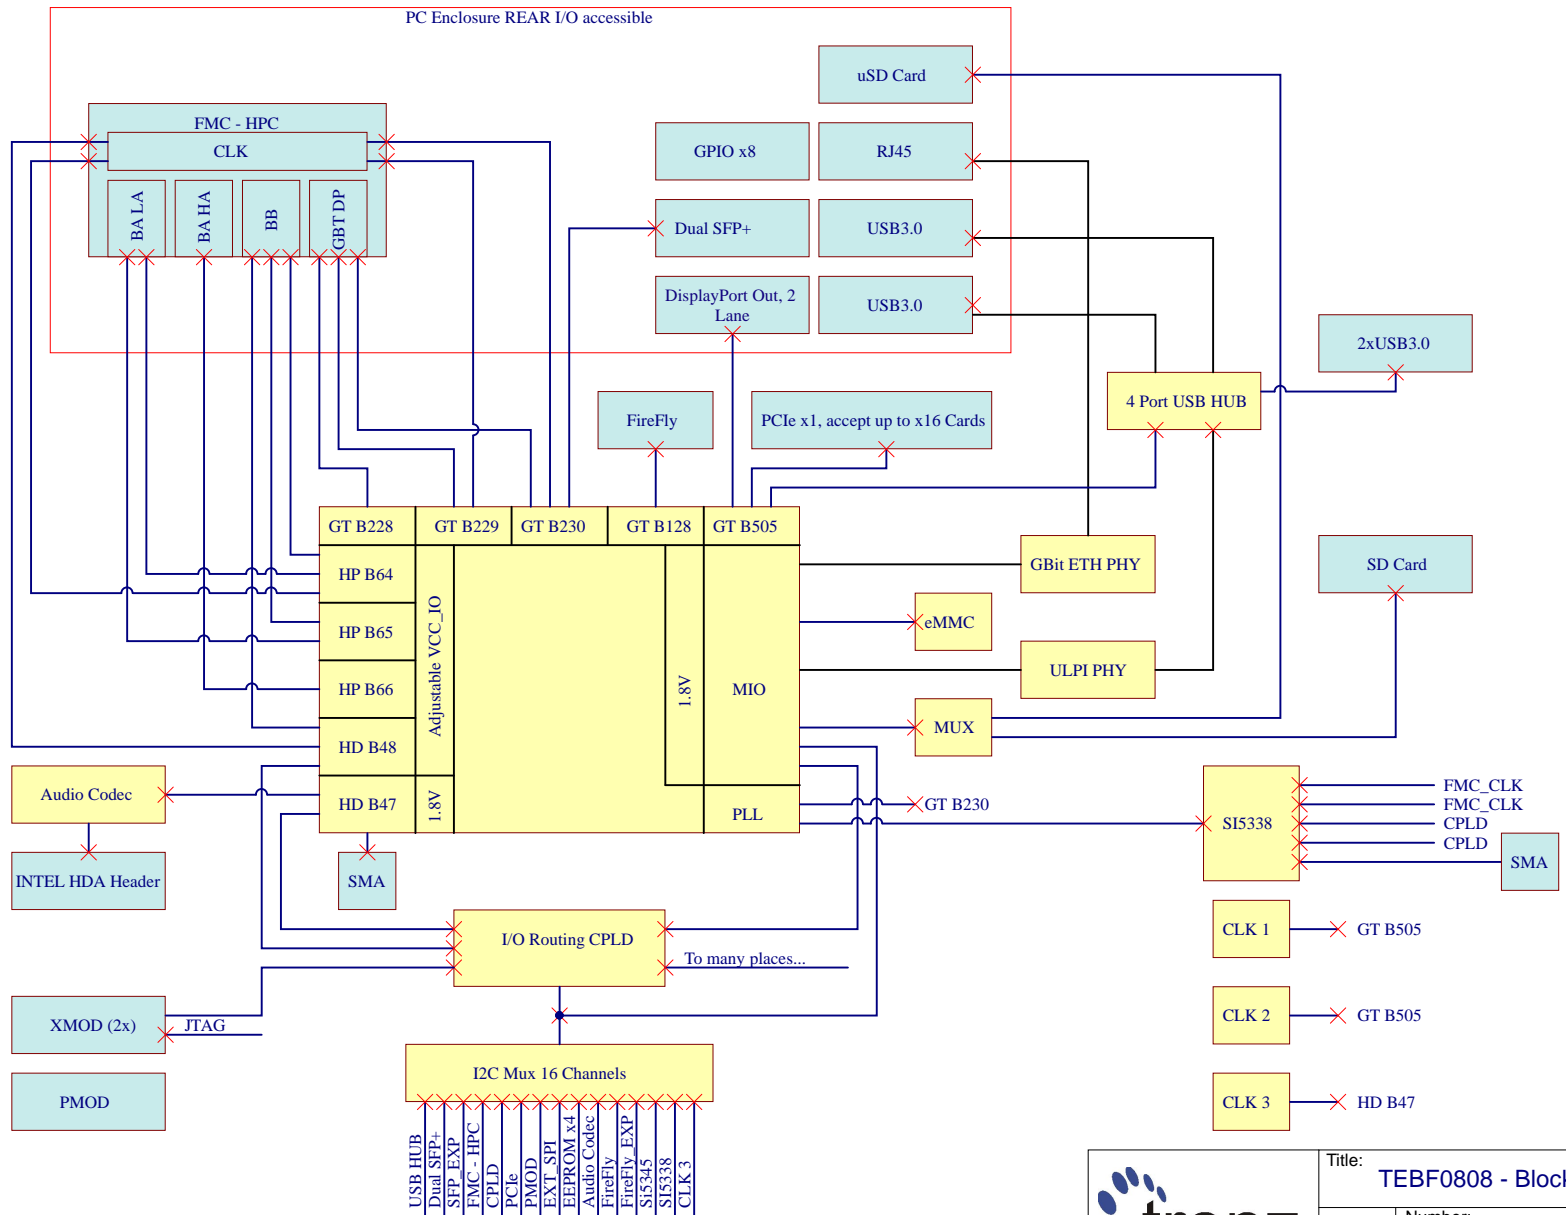 PC Enclosure REAR I/O accessible
uSD Card
FMC - HPC
CLK
GPIO x8
RJ45
BA LA
BA HA
BB
GBT DP
Dual SFP+
USB3.0
DisplayPort Out, 2
Lane
USB3.0
2xUSB3.0
4 Port USB HUB
FireFly
PCIe x1, accept up to x16 Cards
GT B228
GT B229
GT B230
GT B128
GT B505
HP B64
HP B65
HP B66
HD B48
HD B47
Adjustable VCC_IO
1.8V
1.8V
MIO
PLL
GBit ETH PHY
SD Card
eMMC
ULPI PHY
MUX
Audio Codec
INTEL HDA Header
SMA
GT B230
SI5338
FMC_CLK
FMC_CLK
CPLD
CPLD
SMA
I/O Routing CPLD
To many places...
CLK 1
GT B505
XMOD (2x)
JTAG
CLK 2
GT B505
I2C Mux 16 Channels
PMOD
CLK 3
HD B47
USB HUB
Dual SFP+
SFP_EXP
FMC - HPC
CPLD
PCIe
PMOD
EXT_SPI
EEPROM x4
Audio Codec
FireFly
FireFly_EXP
Si5345
SI5338
CLK 3
Title:
TEBF0808 - Block